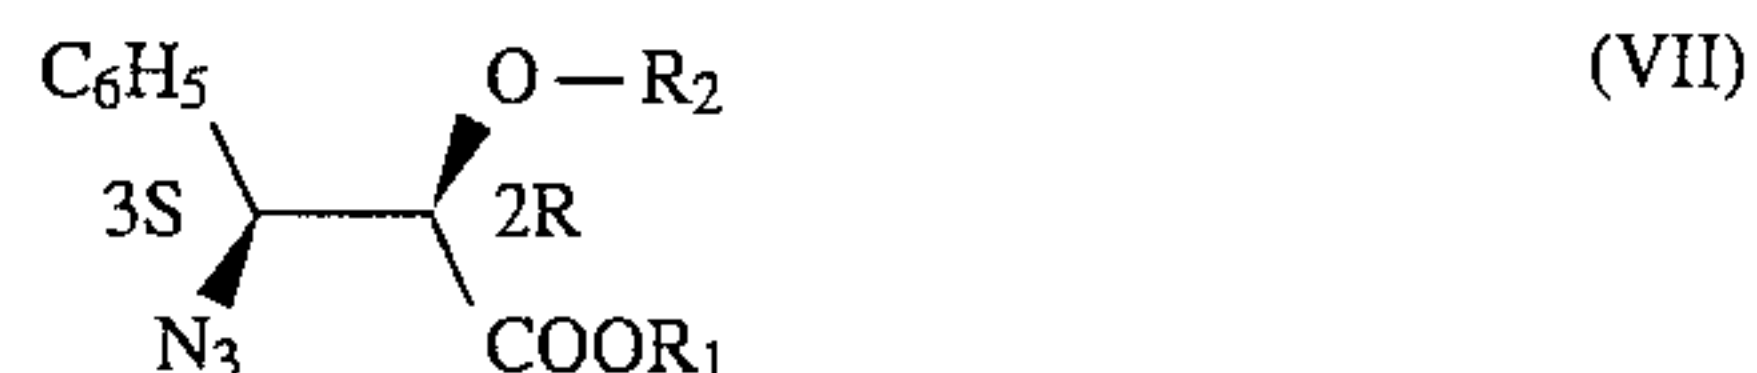 C₆H₅ O — R₂ (VII)
3S 2R
N₃ COOR₁